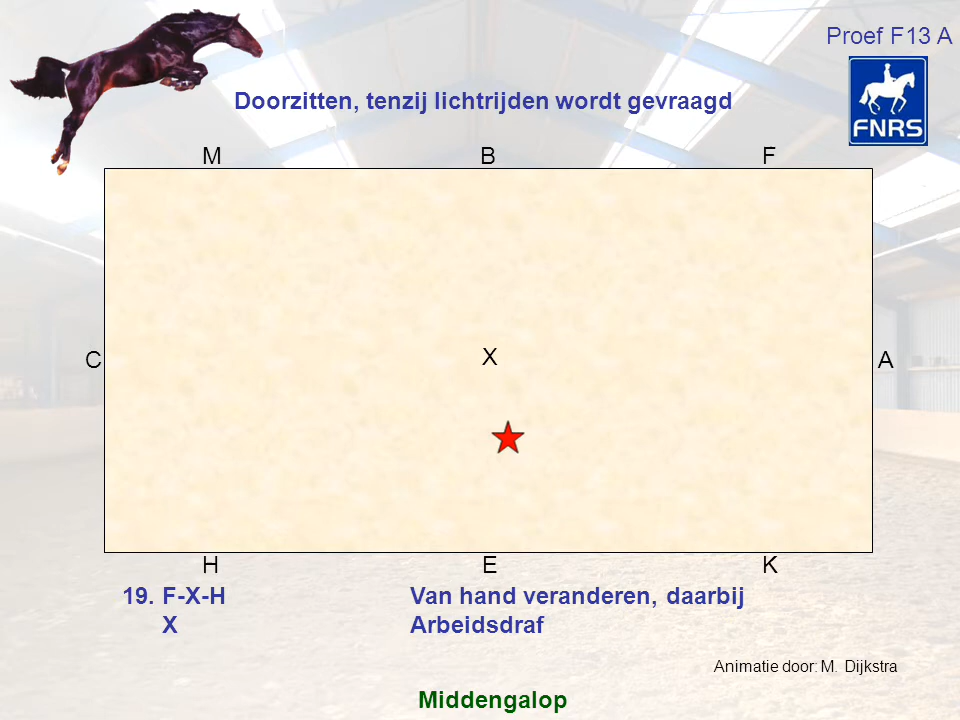 Proef F13 A
FNRS
Doorzitten, tenzij lichtrijden wordt gevraagd
M B F
C X A
H E K
19. F-X-H Van hand veranderen, daarbij
X Arbeidsdraf
Animatie door: M. Dijkstra
Middengalop